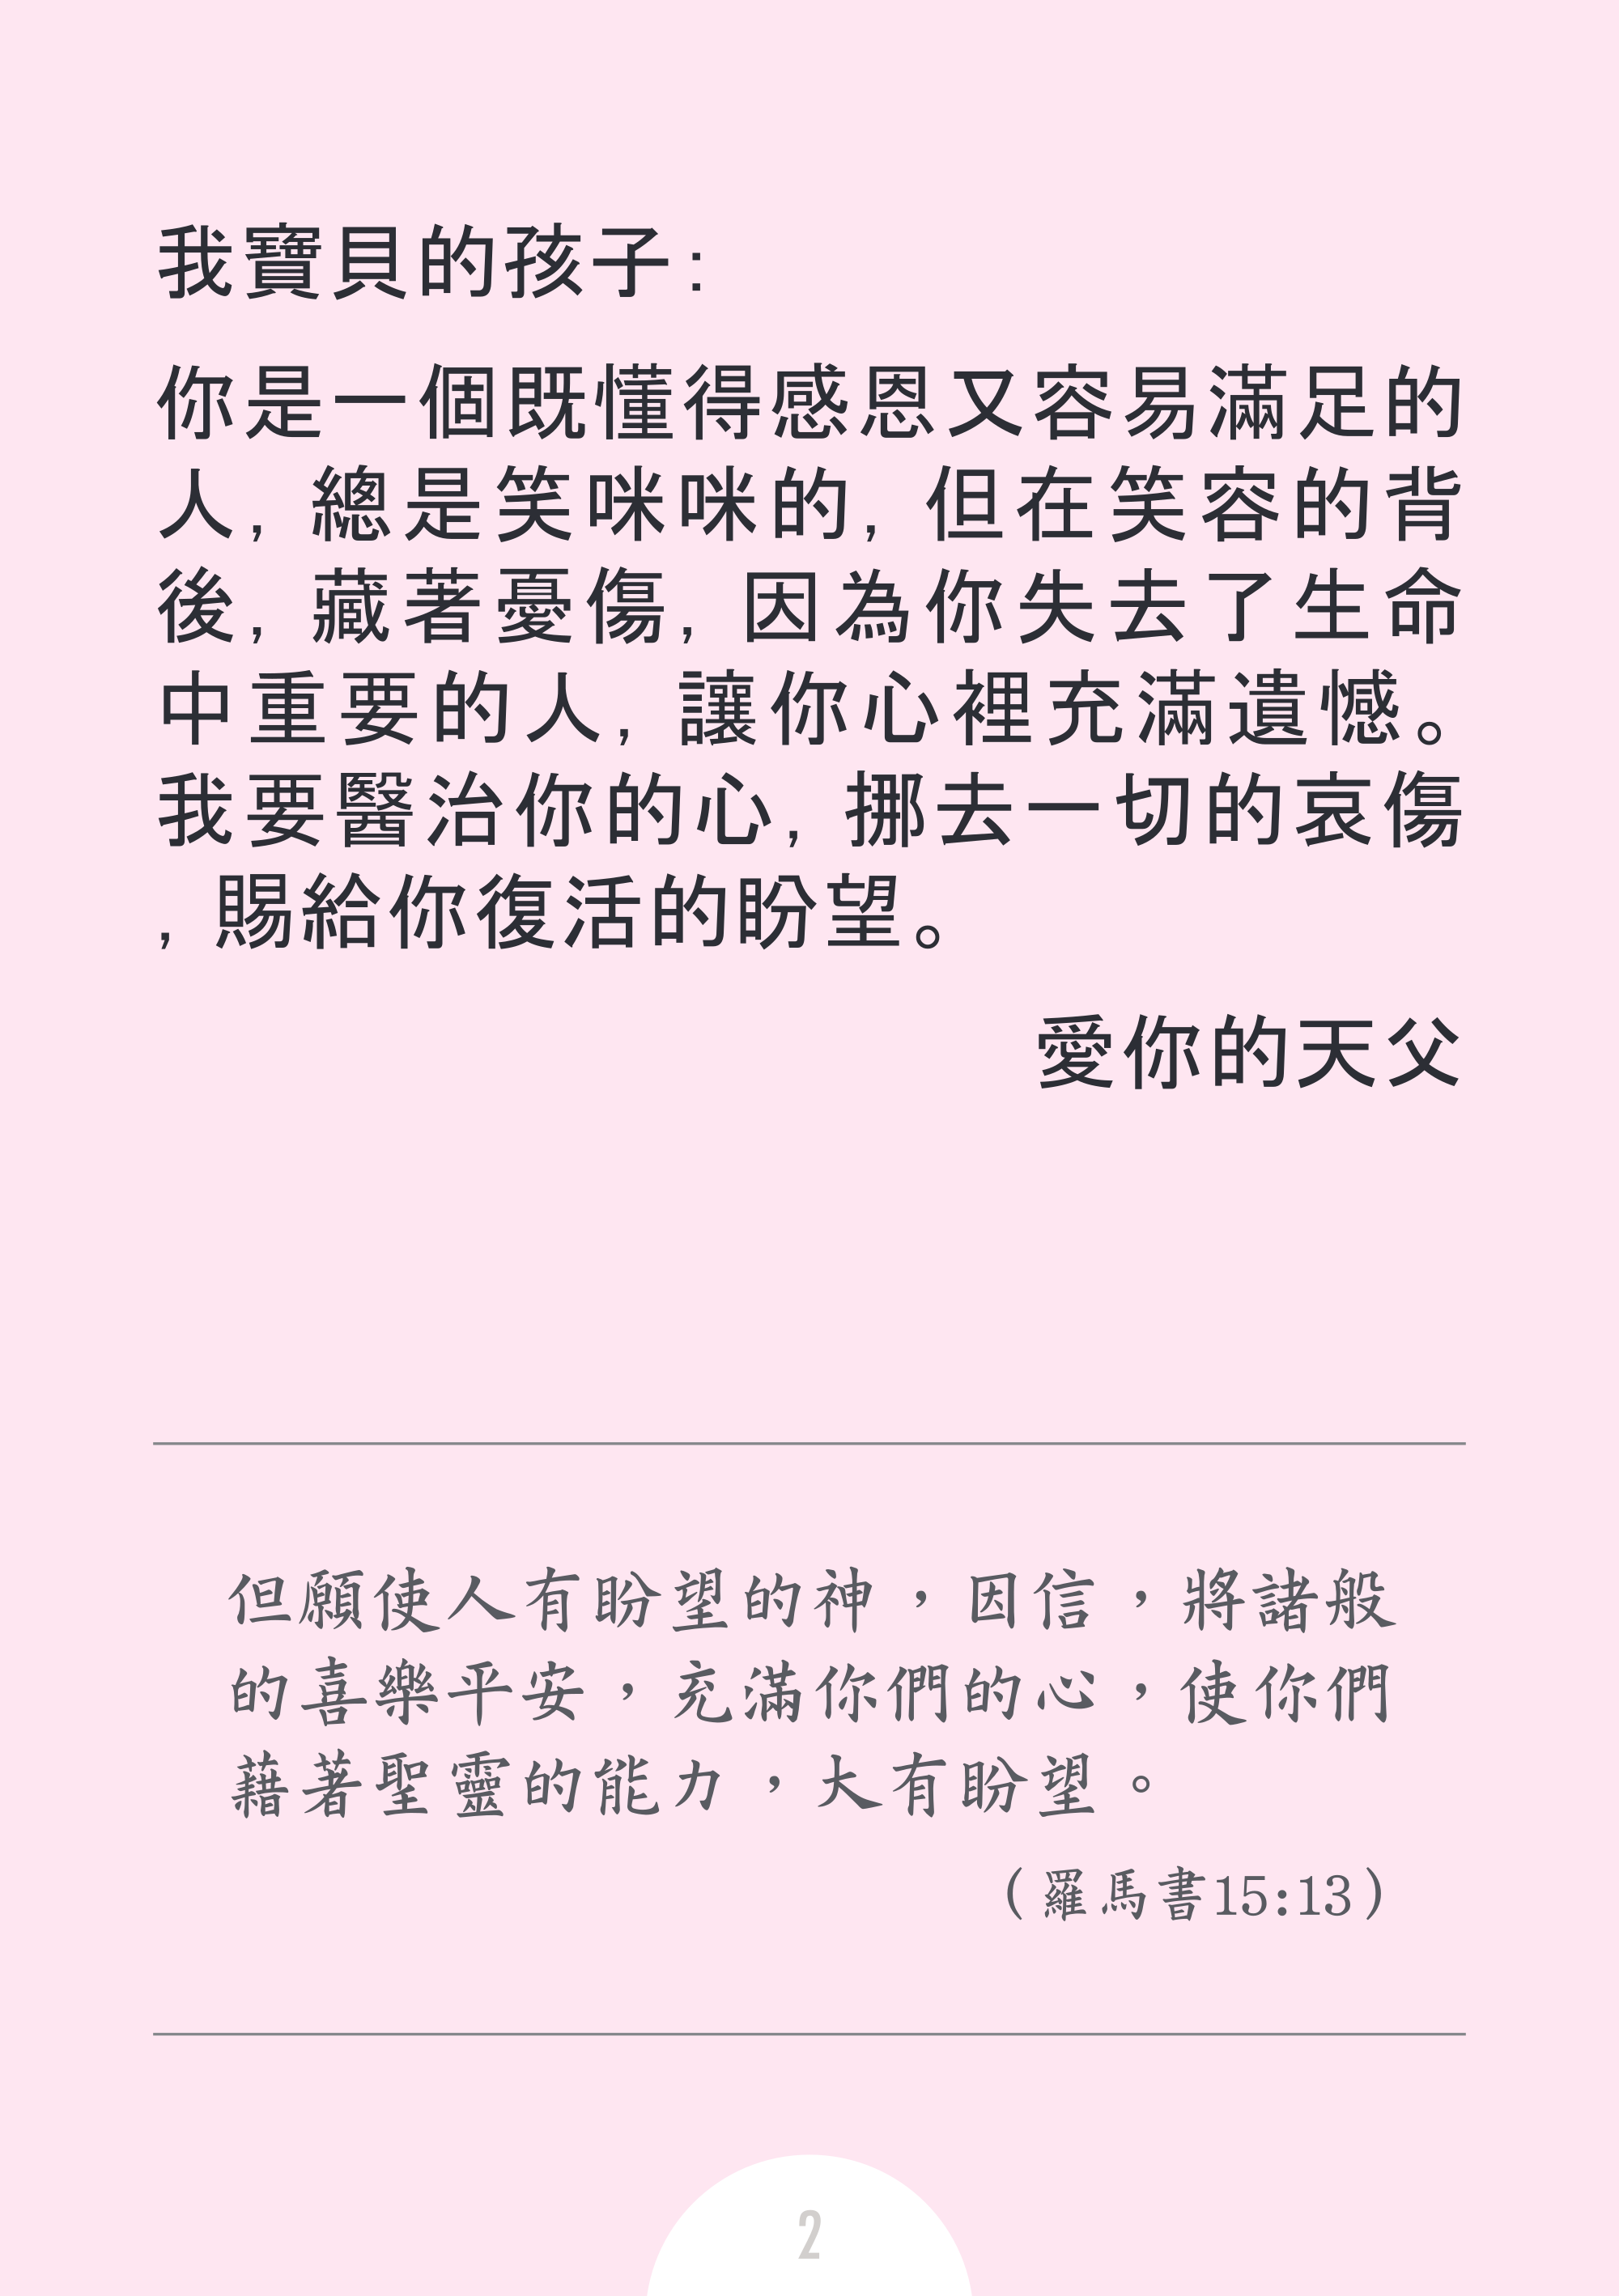 我寶貝的孩子:
你是一個既懂得感恩又容易滿足的
人, 總是笑咪咪的, 但在笑容的背
後, 藏著憂傷, 因為你失去了生命
中重要的人, 讓你心裡充滿遺憾。
我要醫治你的心, 挪去一切的哀傷
, 賜給你復活的盼望。
愛你的天父
但願使人有盼望的神，因信，將諸般
的喜樂平安，充滿你們的心，使你們
藉著聖靈的能力，大有盼望。
（羅馬書15:13）
2